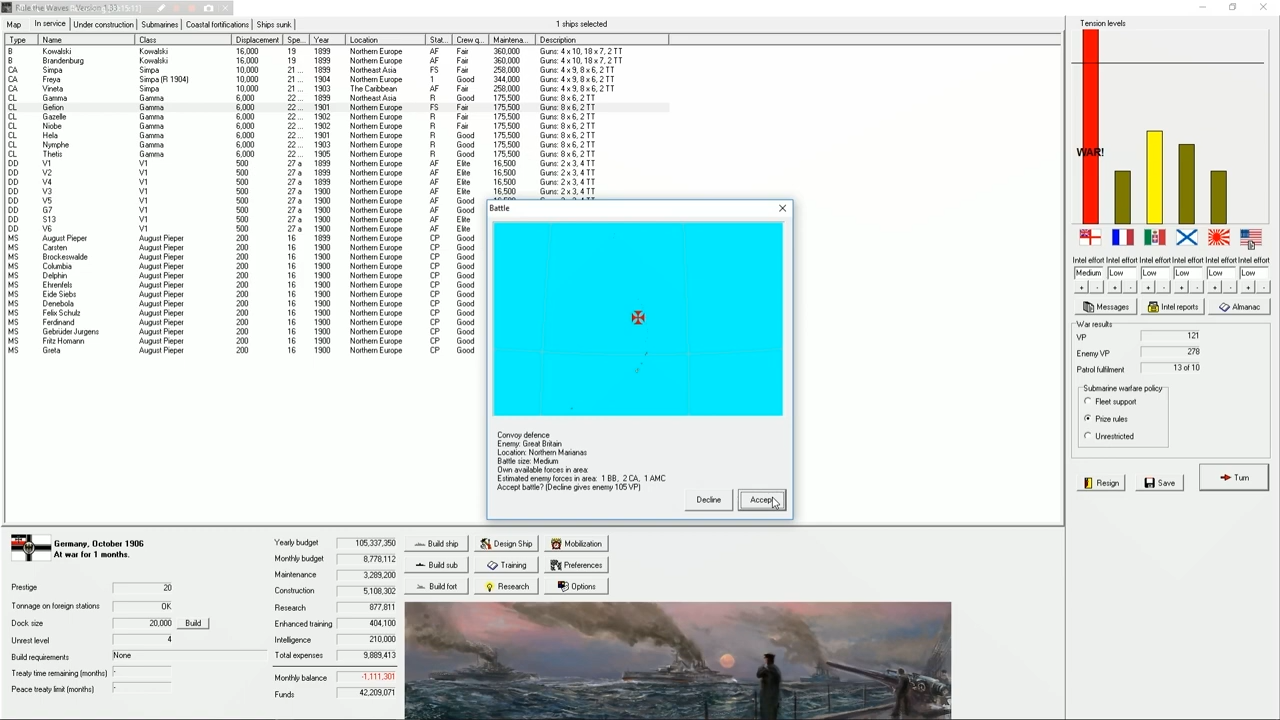 Rule the Waves - Version 1.33
Map In service Under construction Submarines Coastal fortifications Ships sunk 1 ships selected
Type Name Class Displacement Spe... Year Location Stat... Crew q... Maintena... Description
B Kowalski Kowalski 16,000 19 1899 Northern Europe AF Fair 360,000 Guns: 4 x 10, 18 x 7, 2 TT
B Brandenburg Kowalski 16,000 19 1899 Northern Europe AF Fair 360,000 Guns: 4 x 10, 18 x 7, 2 TT
CA Simpa Simpa 10,000 21 ... 1899 Northeast Asia FS Fair 258,000 Guns: 4 x 9, 8 x 6, 2 TT
CA Freya Simpa (R 1904) 10,000 21 ... 1904 Northern Europe 1 Good 344,000 Guns: 4 x 9, 8 x 6, 2 TT
CA Vineta Simpa 10,000 21 ... 1903 The Caribbean AF Fair 258,000 Guns: 4 x 9, 8 x 6, 2 TT
CL Gamma Gamma 6,000 22 ... 1899 Northeast Asia R Good 175,500 Guns: 8 x 6, 2 TT
CL Gefion Gamma 6,000 22 ... 1901 Northern Europe FS Fair 175,500 Guns: 8 x 6, 2 TT
CL Gazelle Gamma 6,000 22 ... 1902 Northern Europe R Fair 175,500 Guns: 8 x 6, 2 TT
CL Niobe Gamma 6,000 22 ... 1902 Northern Europe R Fair 175,500 Guns: 8 x 6, 2 TT
CL Hela Gamma 6,000 22 ... 1901 Northern Europe R Good 175,500 Guns: 8 x 6, 2 TT
CL Nymphe Gamma 6,000 22 ... 1903 Northern Europe R Good 175,500 Guns: 8 x 6, 2 TT
CL Thetis Gamma 6,000 22 ... 1905 Northern Europe R Good 175,500 Guns: 8 x 6, 2 TT
DD V1 V1 500 27 a 1899 Northern Europe AF Elite 16,500 Guns: 2 x 3, 4 TT
DD V2 V1 500 27 a 1899 Northern Europe AF Elite 16,500 Guns: 2 x 3, 4 TT
DD V4 V1 500 27 a 1899 Northern Europe AF Elite 16,500 Guns: 2 x 3, 4 TT
DD V3 V1 500 27 a 1900 Northern Europe AF Elite 16,500 Guns: 2 x 3, 4 TT
DD V5 V1 500 27 a 1900 Northern Europe AF Elite
DD G7 V1 500 27 a 1900 Northern Europe AF Elite
DD S13 V1 500 27 a 1900 Northern Europe AF Elite
DD V6 V1 500 27 a 1900 Northern Europe AF Elite
MS August Pieper August Pieper 200 16 1899 Northern Europe CP Good
MS Carsten August Pieper 200 16 1900 Northern Europe CP Good
MS Brockeswalde August Pieper 200 16 1900 Northern Europe CP Good
MS Columbia August Pieper 200 16 1900 Northern Europe CP Good
MS Delphin August Pieper 200 16 1900 Northern Europe CP Good
MS Ehrenfels August Pieper 200 16 1900 Northern Europe CP Good
MS Eide Siebs August Pieper 200 16 1900 Northern Europe CP Good
MS Denebola August Pieper 200 16 1900 Northern Europe CP Good
MS Felix Schulz August Pieper 200 16 1900 Northern Europe CP Good
MS Ferdinand August Pieper 200 16 1900 Northern Europe CP Good
MS Gebrüder Jurgens August Pieper 200 16 1900 Northern Europe CP Good
MS Fritz Homann August Pieper 200 16 1900 Northern Europe CP Good
MS Greta August Pieper 200 16 1900 Northern Europe CP Good
Battle
Convoy defence
Enemy: Great Britain
Location: Northern Marianas
Battle size: Medium
Own available forces in area:
Estimated enemy forces in area: 1 BB, 2 CA, 1 AMC
Accept battle? (Decline gives enemy 105 VP)
Decline Accept
Tension levels
WAR!
Intel effort Intel effort Intel effort Intel effort Intel effort Intel effort
Medium Low Low Low Low Low
+ - + - + - + - + - + -
Messages Intel reports Almanac
War results
VP 121
Enemy VP 278
Patrol fulfilment 13 of 10
Submarine warfare policy
Fleet support
Prize rules
Unrestricted
Resign Save Turn
Germany, October 1906
At war for 1 months.
Prestige 20
Tonnage on foreign stations OK
Dock size 20,000 Build
Unrest level 4
Build requirements None
Treaty time remaining (months) -
Peace treaty limit (months) -
Yearly budget 105,337,350
Monthly budget 8,778,112
Maintenance 3,289,200
Construction 5,108,302
Research 877,811
Enhanced training 404,100
Intelligence 210,000
Total expenses 9,889,413
Monthly balance -1,111,301
Funds 42,209,071
Build ship Design Ship Mobilization
Build sub Training Preferences
Build fort Research Options